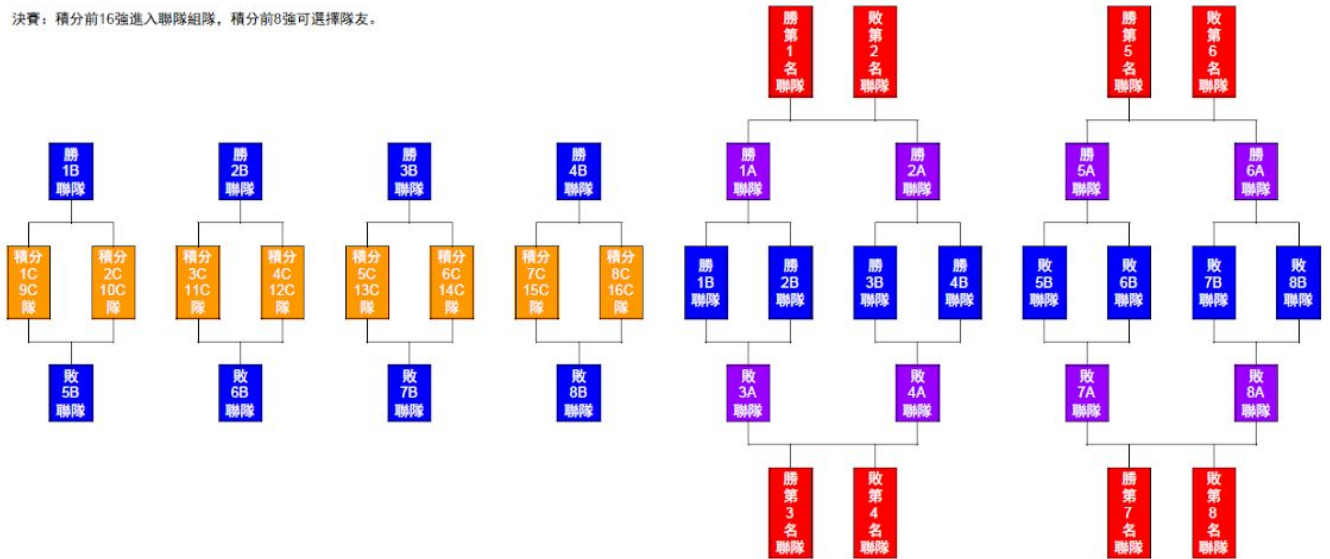 決賽：積分前16強進入聯隊組隊，積分前8強可選擇隊友。
勝
1B
聯隊
勝
2B
聯隊
勝
3B
聯隊
勝
4B
聯隊
積分
1C
9C
隊
積分
2C
10C
隊
積分
3C
11C
隊
積分
4C
12C
隊
積分
5C
13C
隊
積分
6C
14C
隊
積分
7C
15C
隊
積分
8C
16C
隊
敗
5B
聯隊
敗
6B
聯隊
敗
7B
聯隊
敗
8B
聯隊
勝
第
1
名
聯隊
敗
第
2
名
聯隊
勝
1A
聯隊
勝
2A
聯隊
勝
1B
聯隊
勝
2B
聯隊
勝
3B
聯隊
勝
4B
聯隊
敗
3A
聯隊
敗
4A
聯隊
勝
第
3
名
聯隊
敗
第
4
名
聯隊
勝
第
5
名
聯隊
敗
第
6
名
聯隊
勝
5A
聯隊
勝
6A
聯隊
敗
5B
聯隊
敗
6B
聯隊
敗
7B
聯隊
敗
8B
聯隊
敗
7A
聯隊
敗
8A
聯隊
勝
第
7
名
聯隊
敗
第
8
名
聯隊